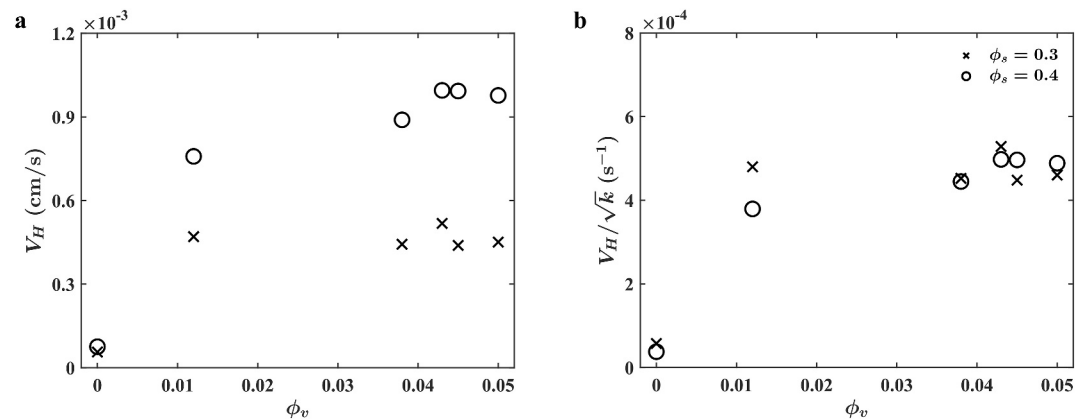 a
×10⁻³
1.2
0.9
0.6
0.3
0
V_H (cm/s)
0 0.01 0.02 0.03 0.04 0.05
ϕ_v
b
×10⁻⁴
8
6
4
2
0
V_H/√k (s⁻¹)
ϕ_s = 0.3
ϕ_s = 0.4
0 0.01 0.02 0.03 0.04 0.05
ϕ_v